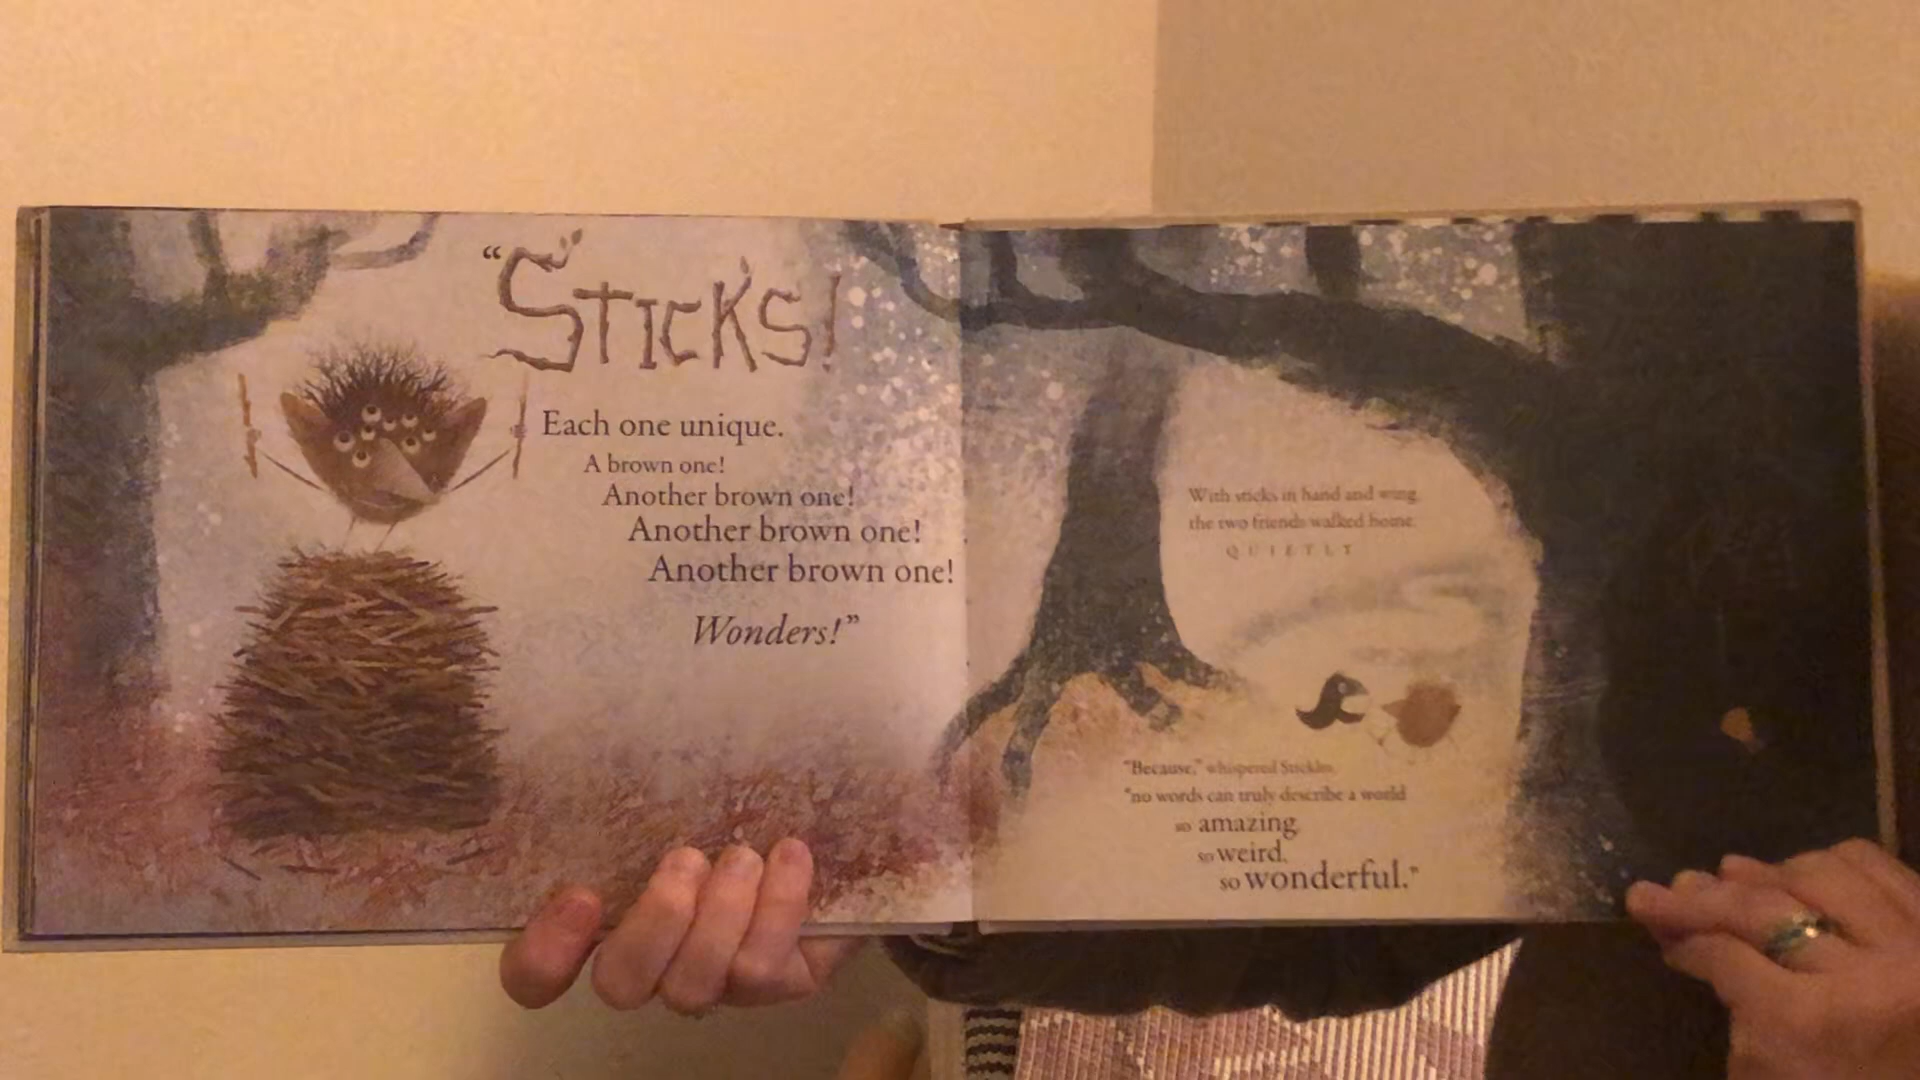 "STICKS!
Each one unique.
A brown one!
Another brown one!
Another brown one!
Another brown one!
Wonders!"
With sticks in hand and wing
the two friends walked home.
QUIETLY
"Because," whispered Stickler,
"no words can truly describe a world
so amazing,
so weird,
so wonderful."